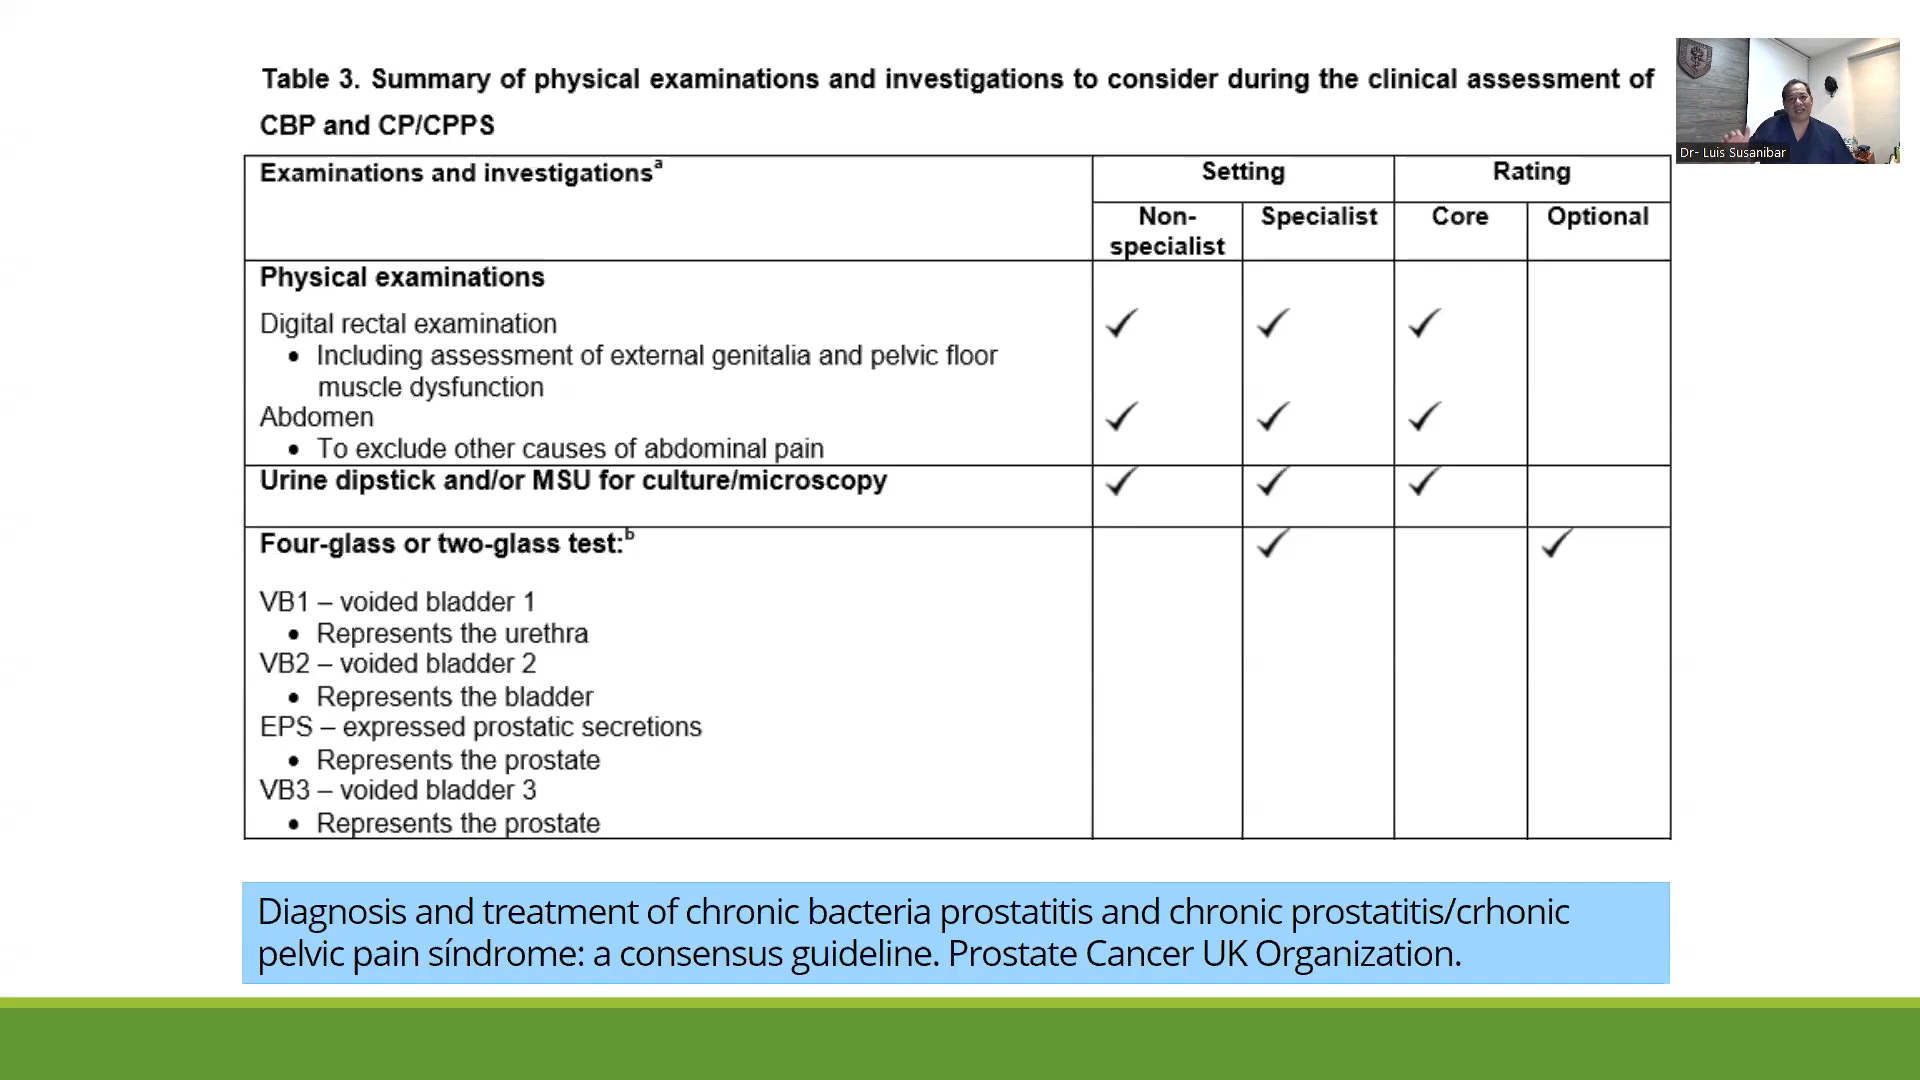 Table 3. Summary of physical examinations and investigations to consider during the clinical assessment of
CBP and CP/CPPS
Examinations and investigationsa
Setting
Rating
Non-
specialist
Specialist
Core
Optional
Physical examinations
Digital rectal examination
✓ ✓ ✓
• Including assessment of external genitalia and pelvic floor
muscle dysfunction
Abdomen
✓ ✓ ✓
• To exclude other causes of abdominal pain
Urine dipstick and/or MSU for culture/microscopy
✓ ✓ ✓
Four-glass or two-glass test:b
✓ ✓
VB1 – voided bladder 1
• Represents the urethra
VB2 – voided bladder 2
• Represents the bladder
EPS – expressed prostatic secretions
• Represents the prostate
VB3 – voided bladder 3
• Represents the prostate
Diagnosis and treatment of chronic bacteria prostatitis and chronic prostatitis/crhonic
pelvic pain síndrome: a consensus guideline. Prostate Cancer UK Organization.
Dr- Luis Susanibar